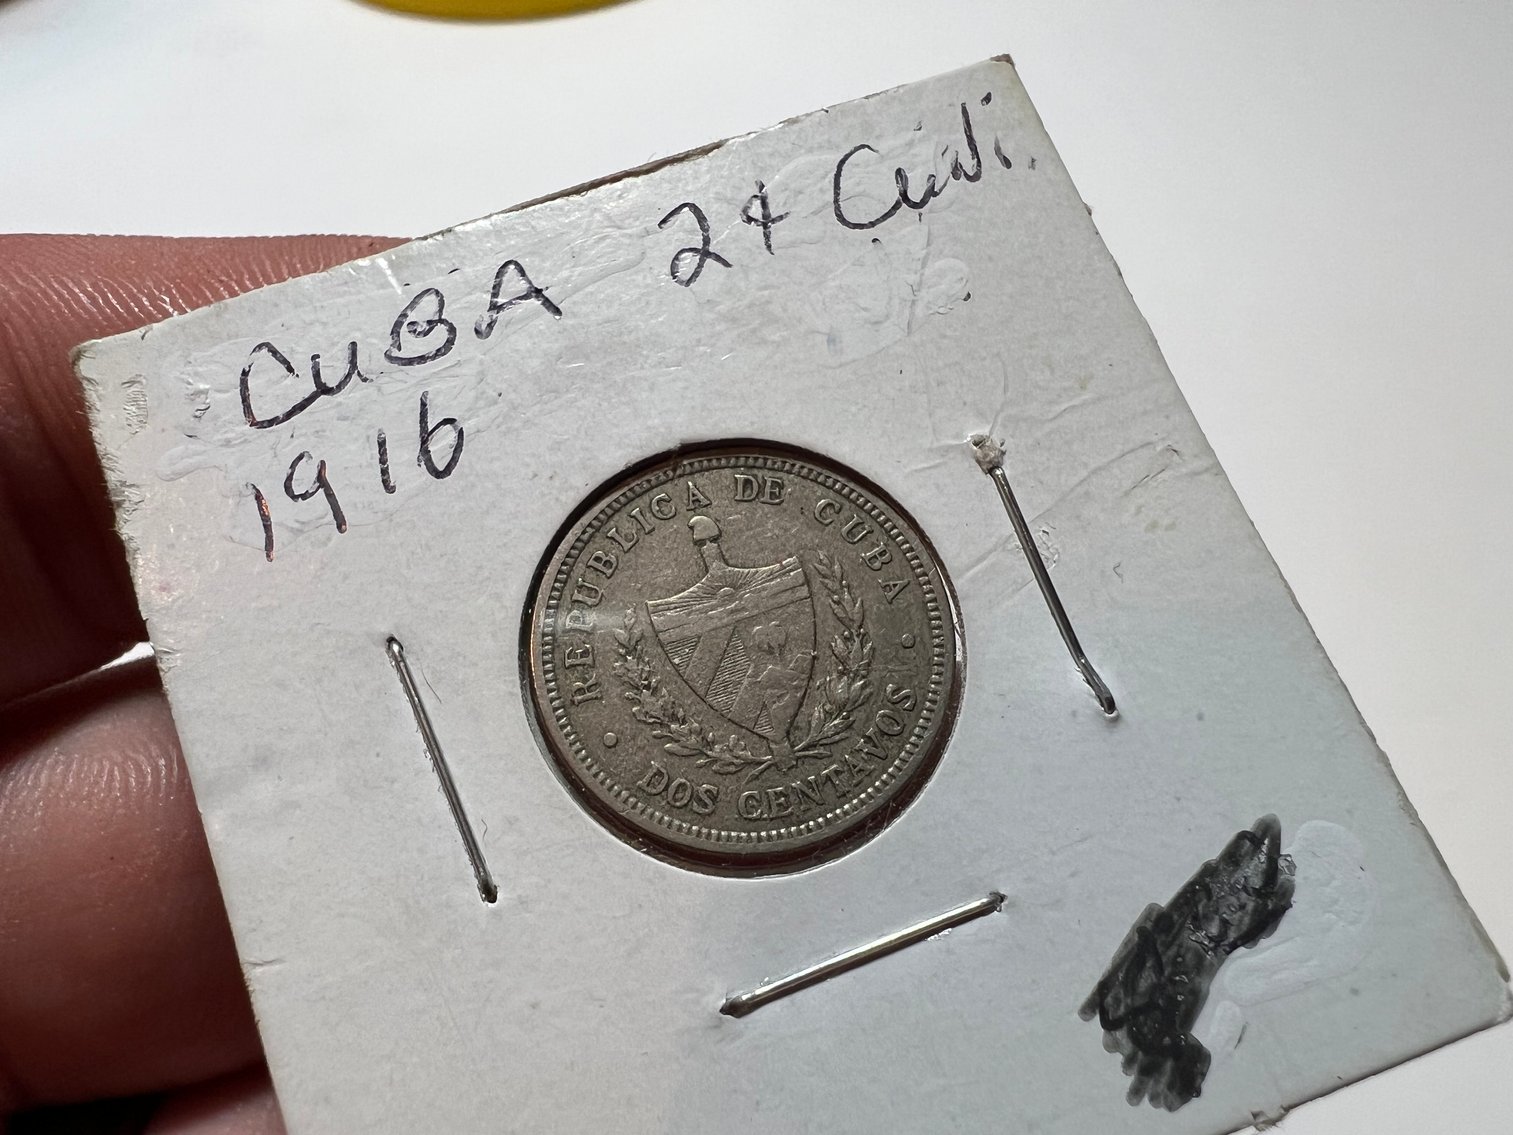 CUBA 2¢ CuNi.
1916
REPUBLICA DE CUBA
DOS CENTAVOS